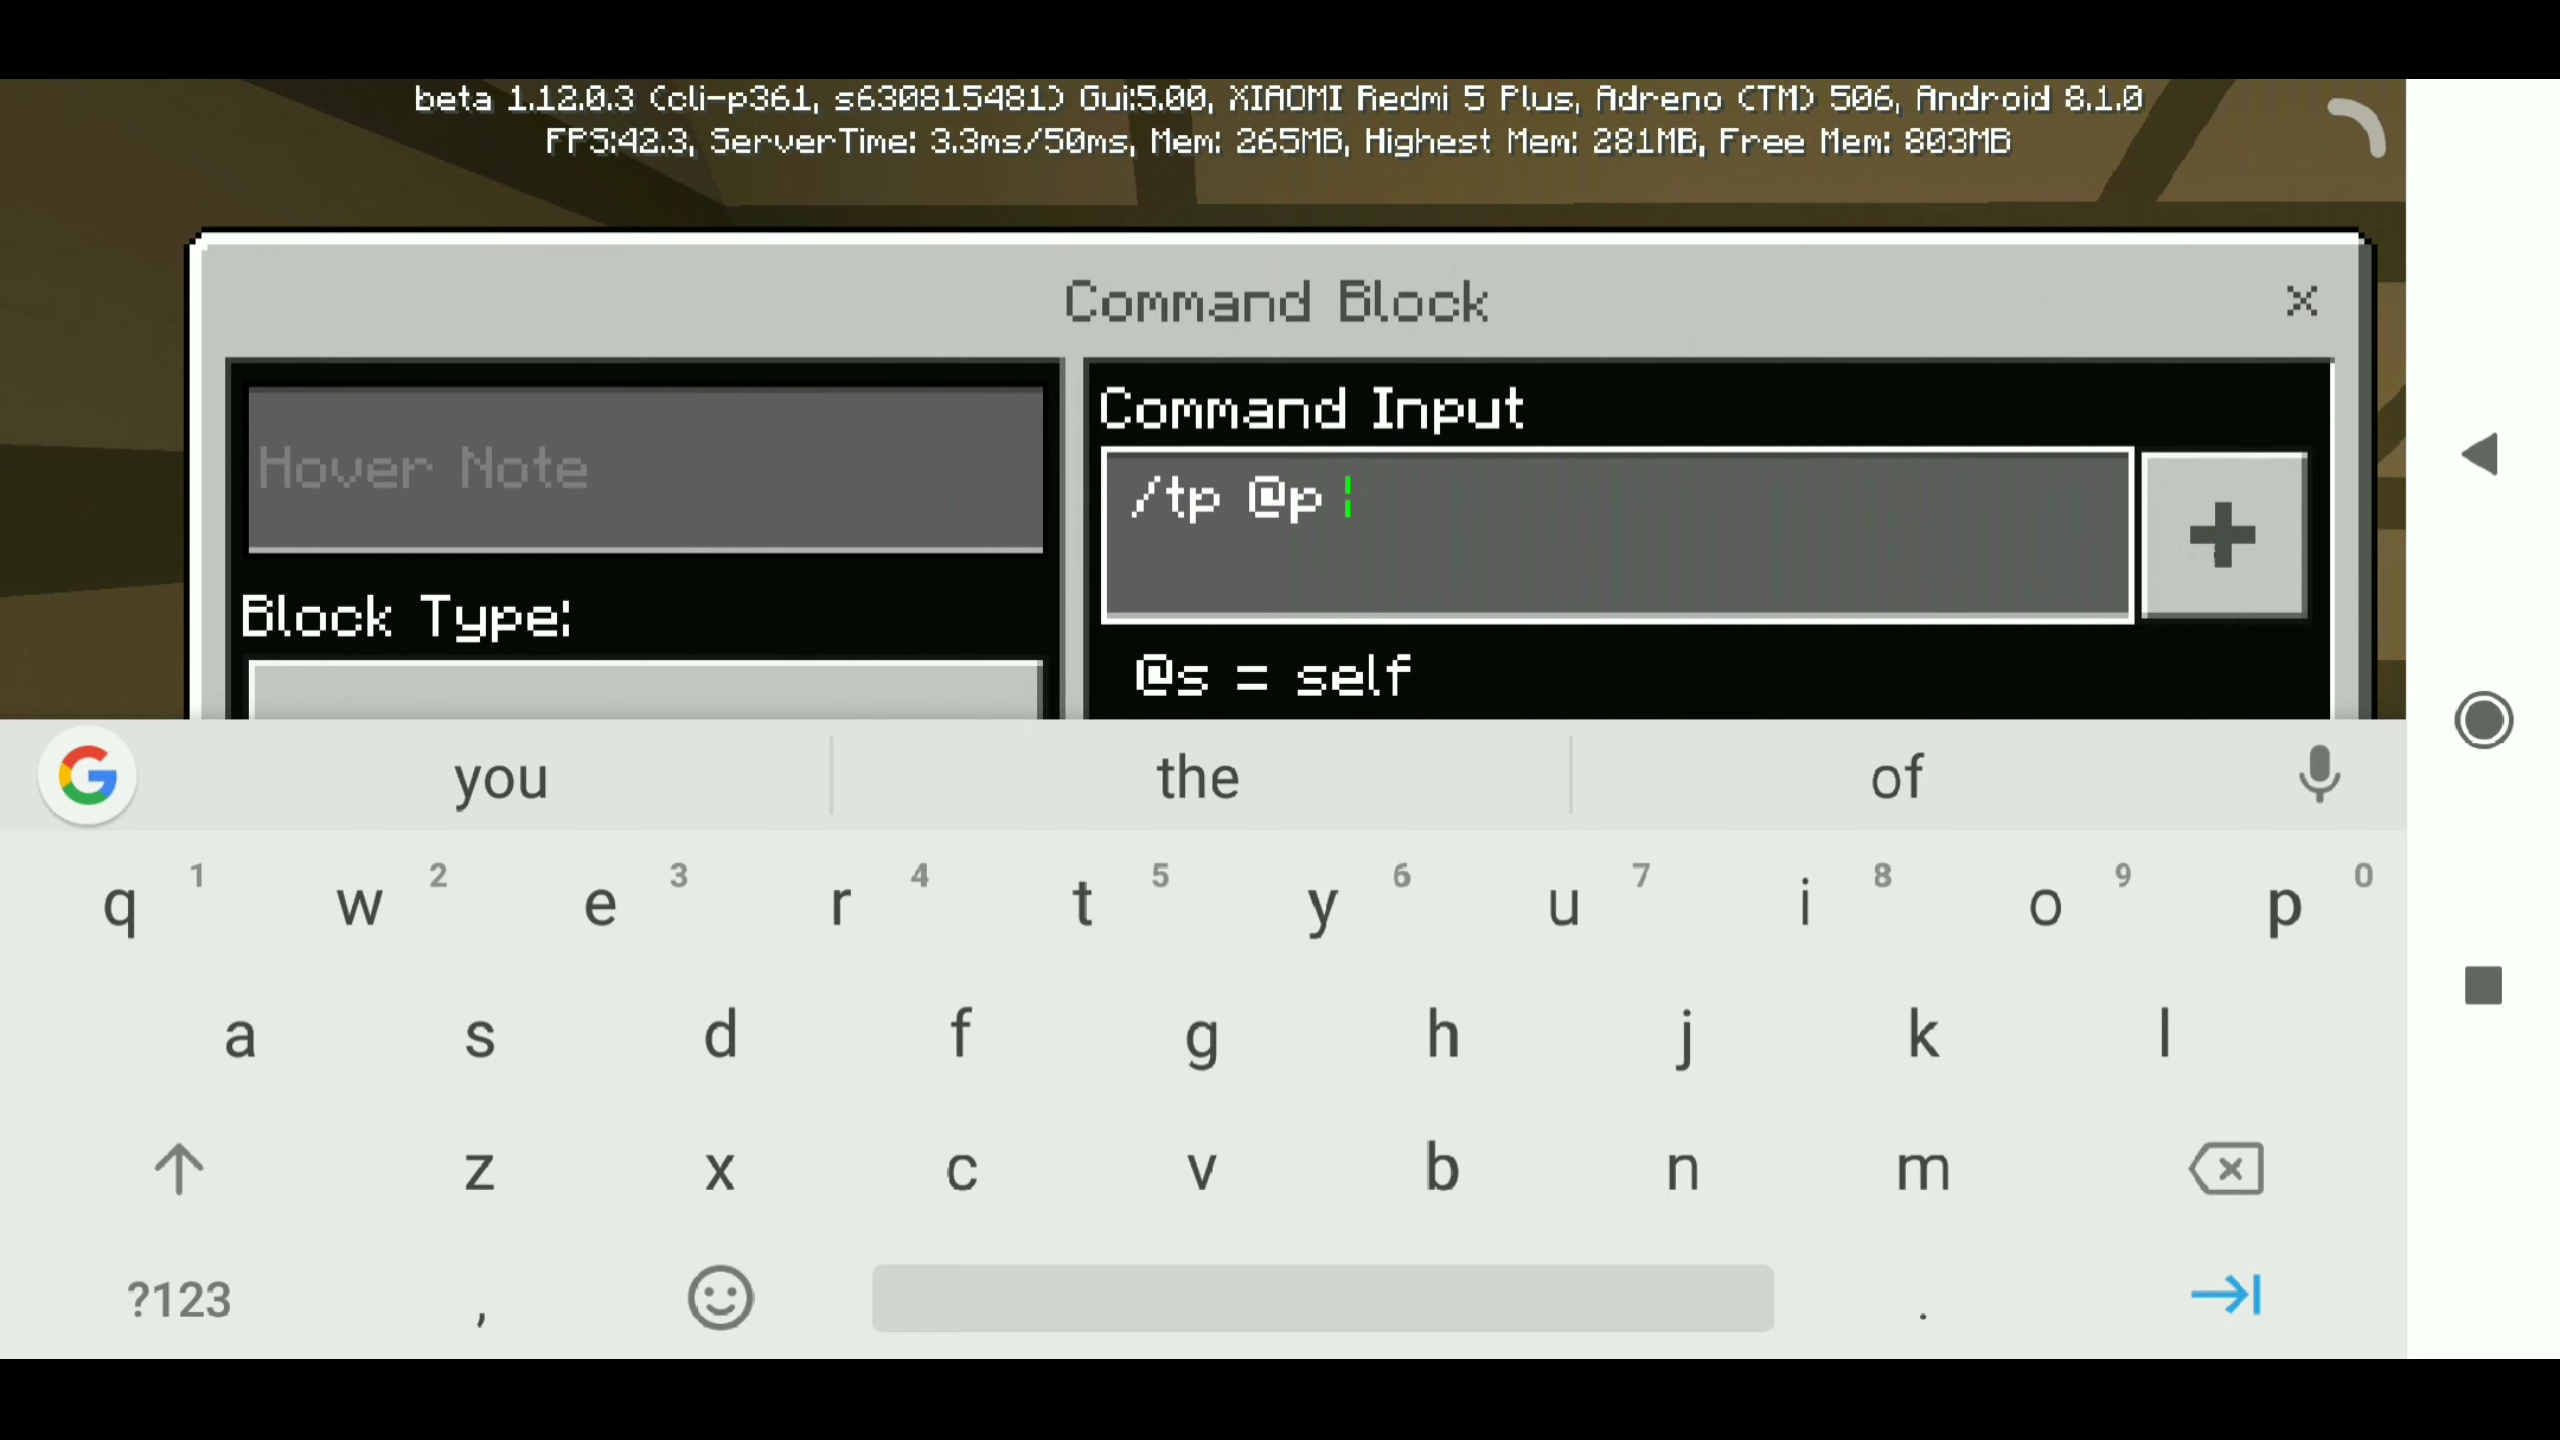 beta 1.12.0.3 (cli-p361, s630815481) Gui:5.00, XIAOMI Redmi 5 Plus, Adreno (TM) 506, Android 8.1.0
FPS:42.3, ServerTime: 3.3ms/50ms, Mem: 265MB, Highest Mem: 281MB, Free Mem: 803MB
Command Block
Hover Note
Block Type:
Command Input
/tp @p
@s = self
you the of
q 1 w 2 e 3 r 4 t 5 y 6 u 7 i 8 o 9 p 0
a s d f g h j k l
z x c v b n m
?123 , .